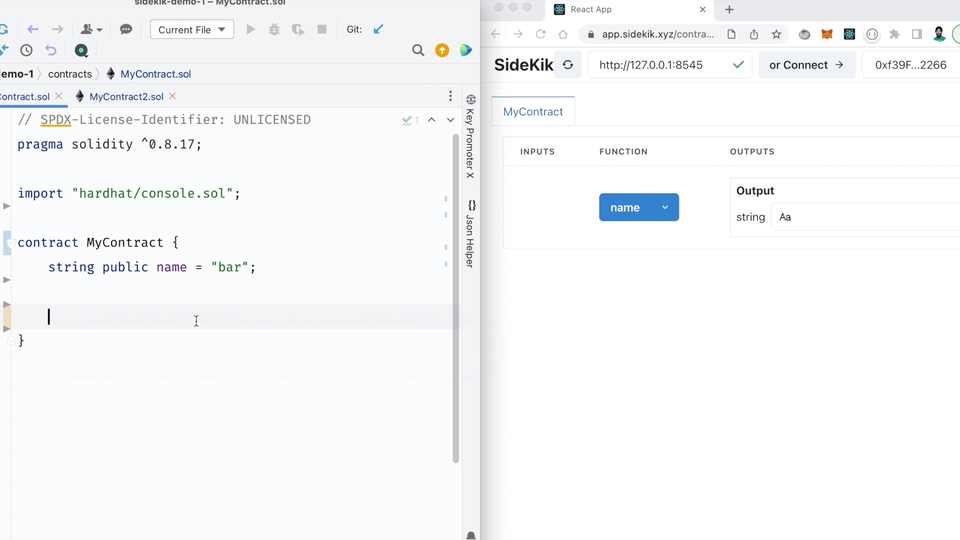 sidekik-demo-1 – MyContract.sol
Current File
Git:
demo-1
contracts
MyContract.sol
Contract.sol
MyContract2.sol
// SPDX-License-Identifier: UNLICENSED
1
pragma solidity ^0.8.17;
import "hardhat/console.sol";
contract MyContract {
string public name = "bar";
}
Key Promoter X
{}
Json Helper
React App
app.sidekik.xyz/contra...
SideKik
http://127.0.0.1:8545
or Connect
0xf39F...2266
MyContract
INPUTS
FUNCTION
OUTPUTS
name
Output
string
Aa